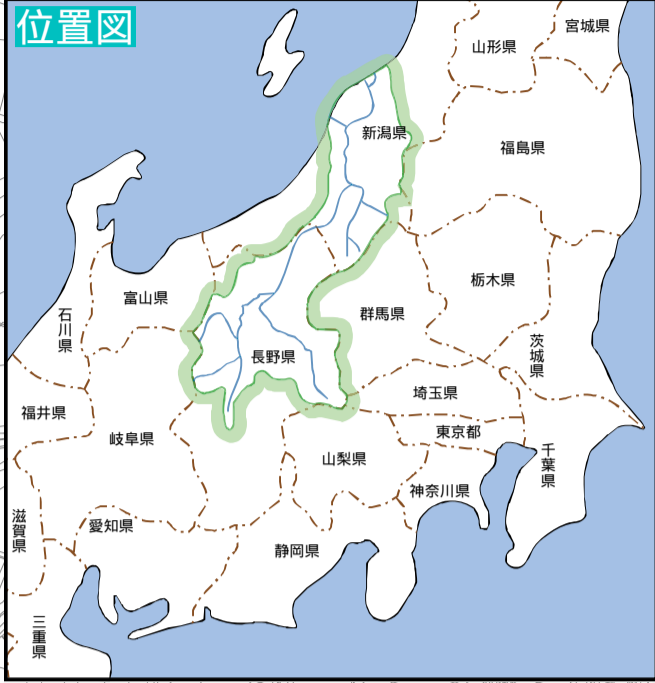 位置図
宮城県
山形県
新潟県
福島県
栃木県
富山県
群馬県
石川県
茨城県
長野県
埼玉県
福井県
東京都
岐阜県
山梨県
千葉県
神奈川県
滋賀県
愛知県
静岡県
三重県